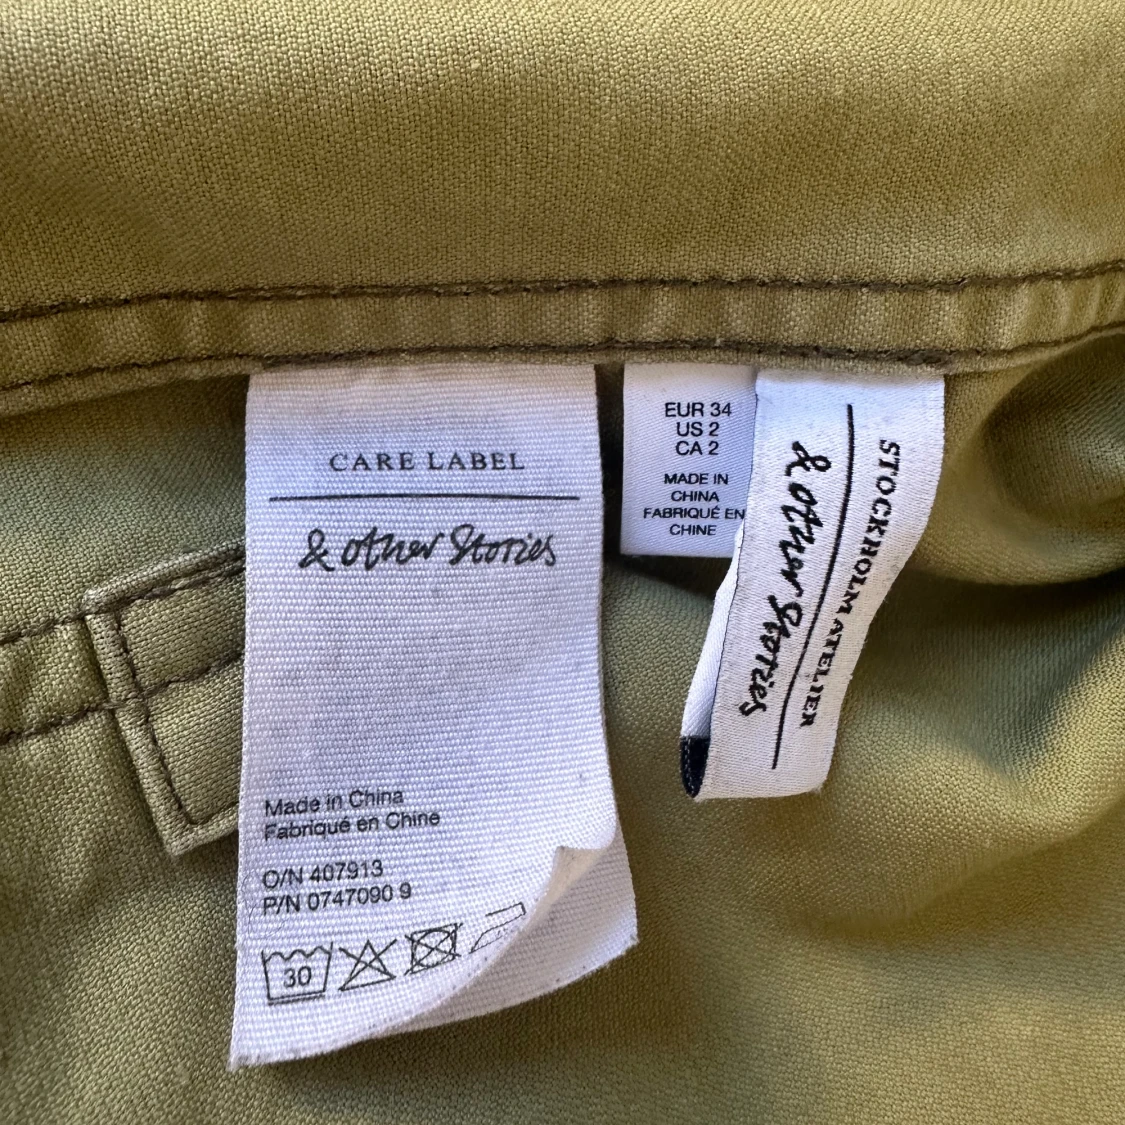 CARE LABEL
& other Stories
Made in China
Fabriqué en Chine
O/N 407913
P/N 0747090 9
30
EUR 34
US 2
CA 2
MADE IN
CHINA
FABRIQUÉ EN
CHINE
STOCKHOLM ATELIER
& other Stories